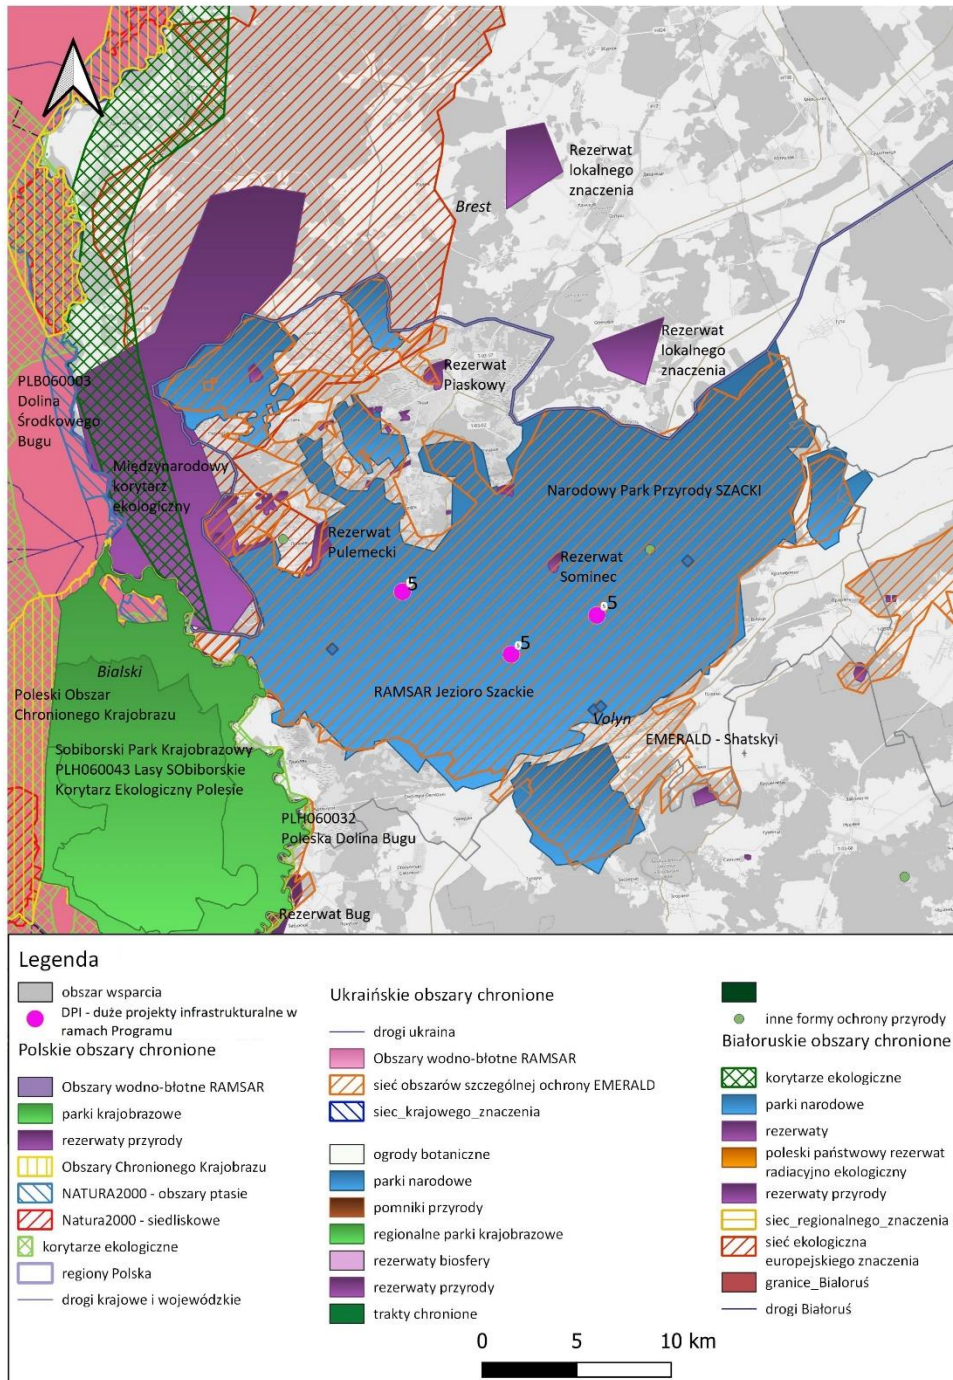 Rezerwat
lokalnego
znaczenia
Brest
Rezerwat
lokalnego
znaczenia
Rezerwat
Piaskowy
PLB060003
Dolina
Środkowego
Bugu
Międzynarodowy
korytarz
ekologiczny
Narodowy Park Przyrody SZACKI
Rezerwat
Pulemecki
Rezerwat
Sominec
5
5
5
Bialski
RAMSAR Jezioro Szackie
Poleski Obszar
Chronionego Krajobrazu
Volyn
EMERALD - Shatskyi
Sobiborski Park Krajobrazowy
PLH060043 Lasy SObiborskie
Korytarz Ekologiczny Polesie
PLH060032
Poleska Dolina Bugu
Rezerwat Bug
Legenda
obszar wsparcia
DPI - duże projekty infrastrukturalne w
ramach Programu
Polskie obszary chronione
Obszary wodno-błotne RAMSAR
parki krajobrazowe
rezerwaty przyrody
Obszary Chronionego Krajobrazu
NATURA2000 - obszary ptasie
Natura2000 - siedliskowe
korytarze ekologiczne
regiony Polska
drogi krajowe i wojewódzkie
Ukraińskie obszary chronione
drogi ukraina
Obszary wodno-błotne RAMSAR
sieć obszarów szczególnej ochrony EMERALD
siec_krajowego_znaczenia
ogrody botaniczne
parki narodowe
pomniki przyrody
regionalne parki krajobrazowe
rezerwaty biosfery
rezerwaty przyrody
trakty chronione
inne formy ochrony przyrody
Białoruskie obszary chronione
korytarze ekologiczne
parki narodowe
rezerwaty
poleski państwowy rezerwat
radiacyjno ekologiczny
rezerwaty przyrody
siec_regionalnego_znaczenia
sieć ekologiczna
europejskiego znaczenia
granice_Białoruś
drogi Białoruś
0 5 10 km